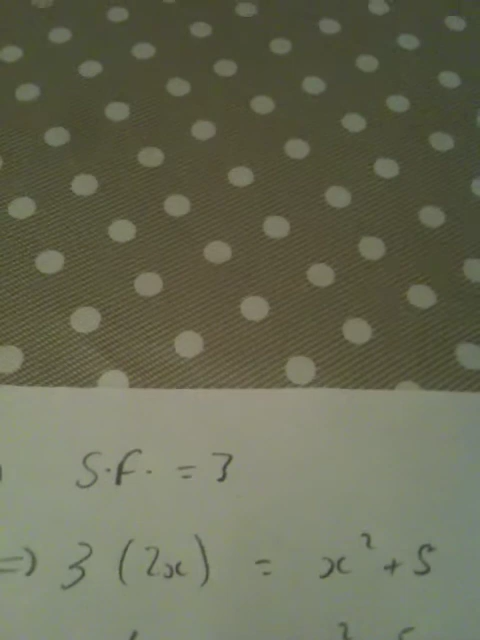 ) S.F. = 3
=> 3 (2x) = x² + 5